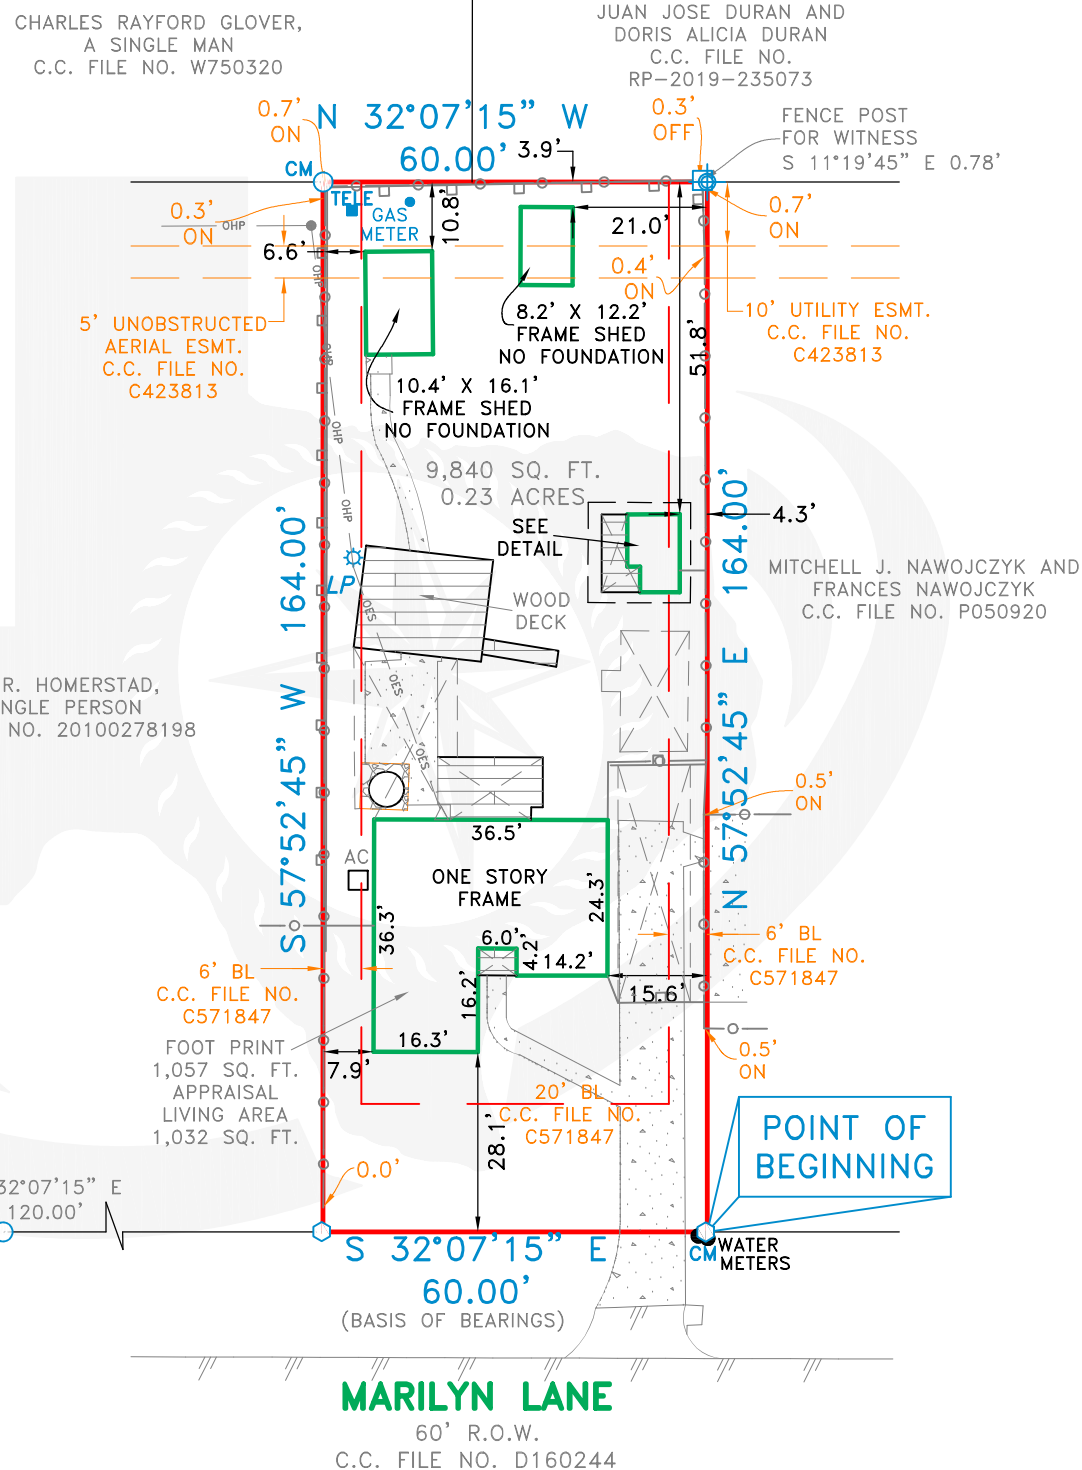 CHARLES RAYFORD GLOVER,
A SINGLE MAN
C.C. FILE NO. W750320
JUAN JOSE DURAN AND
DORIS ALICIA DURAN
C.C. FILE NO.
RP-2019-235073
0.7'
ON
N 32°07'15" W
60.00'
3.9'
0.3'
OFF
FENCE POST
FOR WITNESS
S 11°19'45" E 0.78'
CM
TELE
GAS
METER
10.8'
21.0'
0.7'
ON
0.3'
ON
OHP
6.6'
OHP
0.4'
ON
5' UNOBSTRUCTED
AERIAL ESMT.
C.C. FILE NO.
C423813
8.2' X 12.2'
FRAME SHED
NO FOUNDATION
51.8'
10' UTILITY ESMT.
C.C. FILE NO.
C423813
OHP
10.4' X 16.1'
FRAME SHED
NO FOUNDATION
OHP
9,840 SQ. FT.
0.23 ACRES
OHP
SEE
DETAIL
4.3'
S 57°52'45" W 164.00'
N 57°52'45" E 164.00'
LP
OES
WOOD
DECK
MITCHELL J. NAWOJCZYK AND
FRANCES NAWOJCZYK
C.C. FILE NO. P050920
R. HOMERSTAD,
NGLE PERSON
NO. 20100278198
OES
OES
0.5'
ON
36.5'
AC
ONE STORY
FRAME
36.3'
24.3'
6.0'
4.2'
14.2'
16.2'
15.6'
6' BL
C.C. FILE NO.
C571847
6' BL
C.C. FILE NO.
C571847
16.3'
7.9'
FOOT PRINT
1,057 SQ. FT.
APPRAISAL
LIVING AREA
1,032 SQ. FT.
0.5'
ON
20' BL
C.C. FILE NO.
C571847
28.1'
POINT OF
BEGINNING
0.0'
32°07'15" E
120.00'
S 32°07'15" E
60.00'
(BASIS OF BEARINGS)
CM
WATER
METERS
MARILYN LANE
60' R.O.W.
C.C. FILE NO. D160244